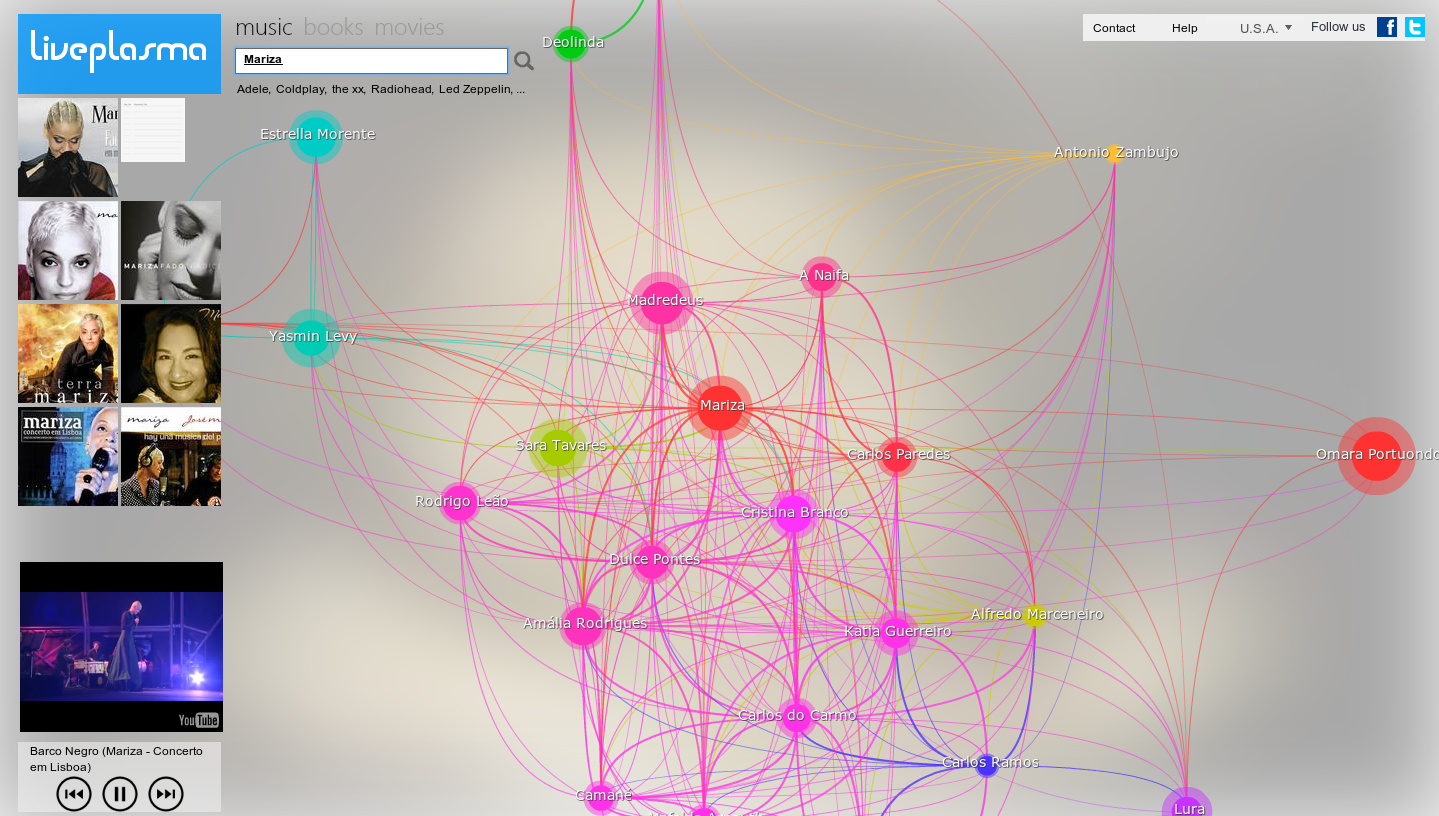 liveplasma
music books movies
Mariza
Adele, Coldplay, the xx, Radiohead, Led Zeppelin, ...
Contact Help U.S.A. Follow us
Deolinda
Estrella Morente
Antonio Zambujo
A Naifa
Madredeus
Yasmin Levy
Mariza
Sara Tavares
Carlos Paredes
Omara Portuondo
Rodrigo Leão
Cristina Branco
Dulce Pontes
Alfredo Marceneiro
Amália Rodrigues
Katia Guerreiro
Carlos do Carmo
Carlos Ramos
Camané
Lura
MARIZA FADO
terra
mariz
mariza
concerto em Lisboa
mariza
hay una música del p
YouTube
Barco Negro (Mariza - Concerto
em Lisboa)